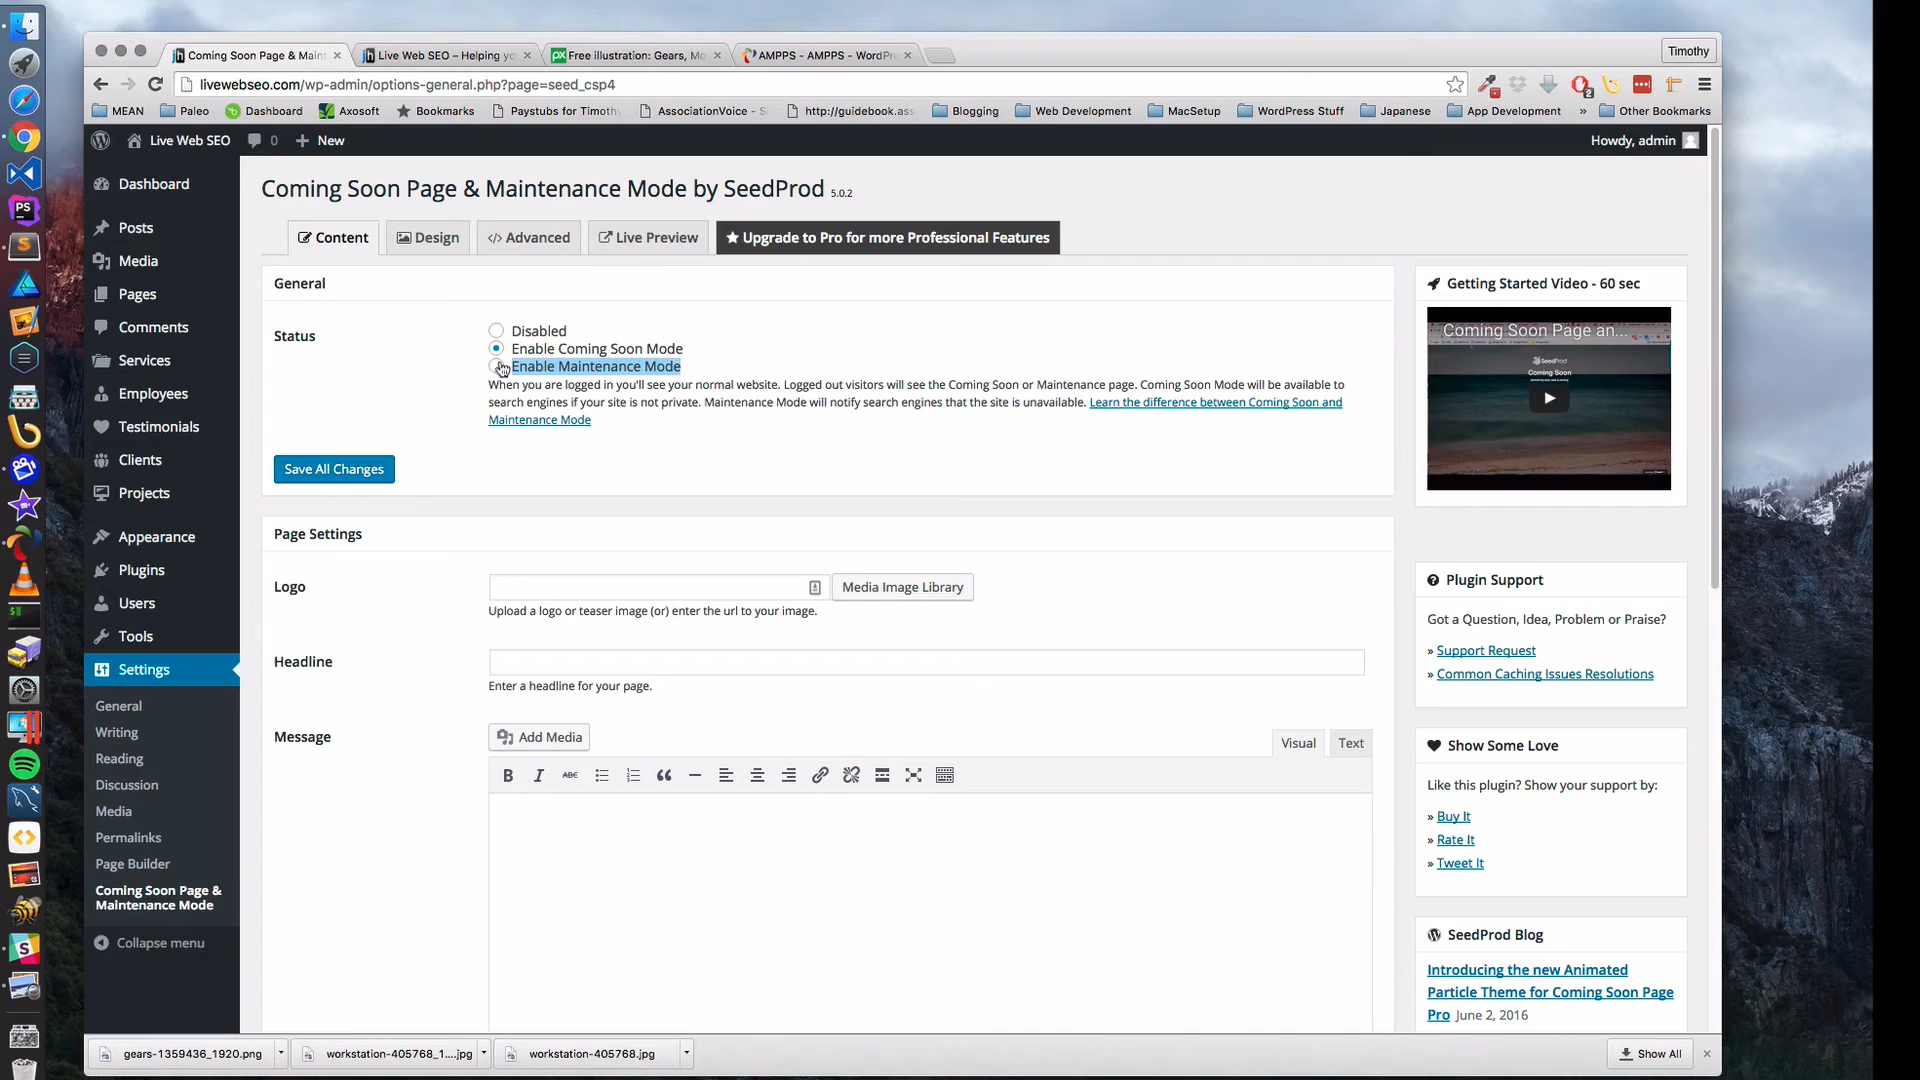 Coming Soon Page & Maint
Live Web SEO – Helping yo
Free illustration: Gears, Mo
AMPPS - AMPPS - WordPr
Timothy
livewebseo.com/wp-admin/options-general.php?page=seed_csp4
2
MEAN
Paleo
Dashboard
Axosoft
Bookmarks
Paystubs for Timoth
AssociationVoice - S
http://guidebook.ass
Blogging
Web Development
MacSetup
WordPress Stuff
Japanese
App Development
»
Other Bookmarks
Live Web SEO
0
New
Howdy, admin
Dashboard
Posts
Media
Pages
Comments
Services
Employees
Testimonials
Clients
Projects
Appearance
Plugins
Users
Tools
Settings
General
Writing
Reading
Discussion
Media
Permalinks
Page Builder
Coming Soon Page &
Maintenance Mode
Collapse menu
Coming Soon Page & Maintenance Mode by SeedProd 5.0.2
Content
Design
Advanced
Live Preview
Upgrade to Pro for more Professional Features
General
Status
Disabled
Enable Coming Soon Mode
Enable Maintenance Mode
When you are logged in you'll see your normal website. Logged out visitors will see the Coming Soon or Maintenance page. Coming Soon Mode will be available to
search engines if your site is not private. Maintenance Mode will notify search engines that the site is unavailable. Learn the difference between Coming Soon and
Maintenance Mode
Save All Changes
Page Settings
Logo
Media Image Library
Upload a logo or teaser image (or) enter the url to your image.
Headline
Enter a headline for your page.
Message
Add Media
Visual
Text
B
I
ABC
Getting Started Video - 60 sec
Coming Soon Page an...
SeedProd
Coming Soon
Plugin Support
Got a Question, Idea, Problem or Praise?
» Support Request
» Common Caching Issues Resolutions
Show Some Love
Like this plugin? Show your support by:
» Buy It
» Rate It
» Tweet It
SeedProd Blog
Introducing the new Animated
Particle Theme for Coming Soon Page
Pro June 2, 2016
gears-1359436_1920.png
workstation-405768_1....jpg
workstation-405768.jpg
Show All
PS
S